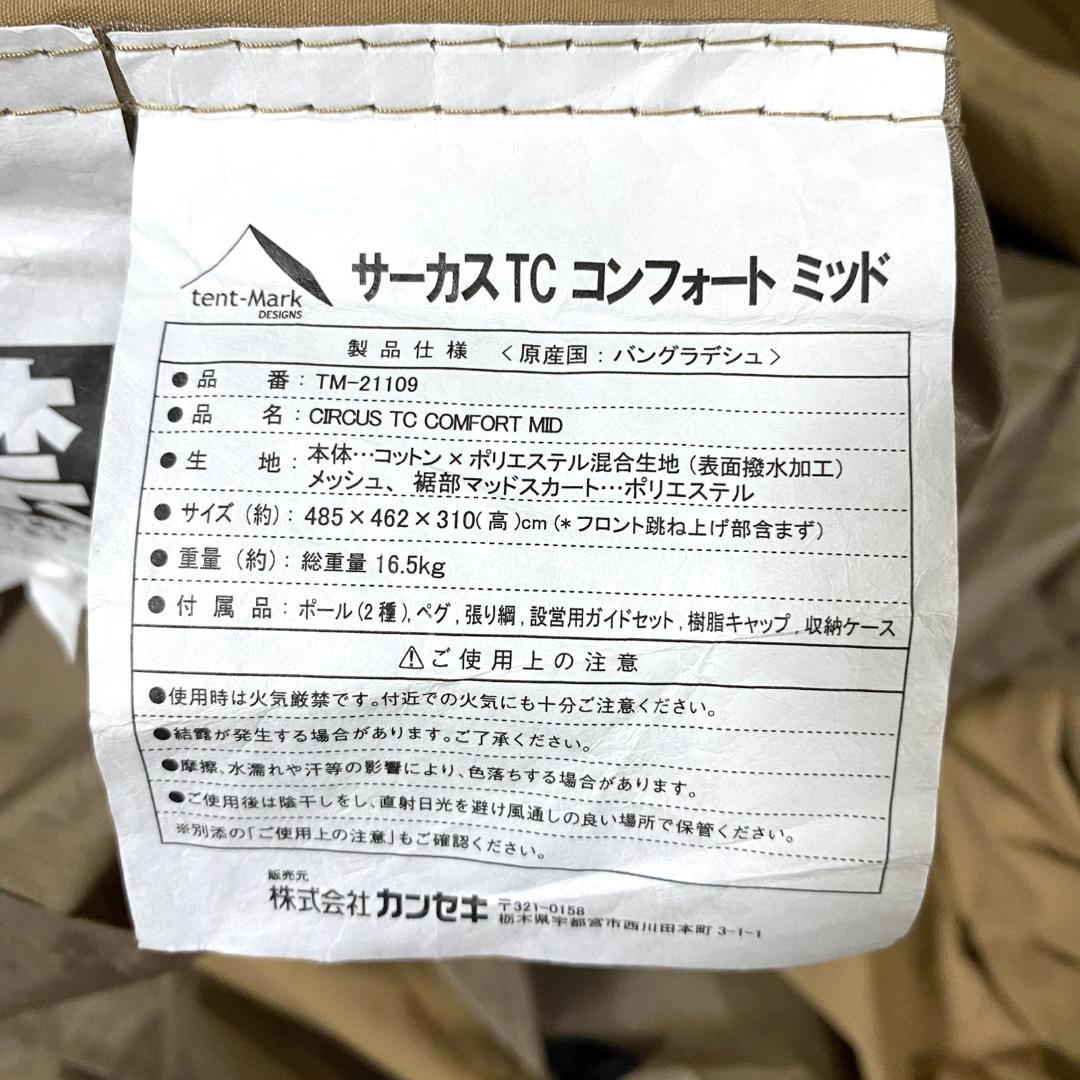 tent-Mark
DESIGNS
サーカスTC コンフォート ミッド
製品仕様 <原産国:バングラデシュ>
●品 番:TM-21109
●品 名:CIRCUS TC COMFORT MID
●生 地:本体…コットン×ポリエステル混合生地(表面撥水加工)
メッシュ、裾部マッドスカート…ポリエステル
●サイズ(約):485×462×310(高)cm(*フロント跳ね上げ部含まず)
●重量(約):総重量 16.5kg
●付属品:ポール(2種),ペグ,張り綱,設営用ガイドセット,樹脂キャップ,収納ケース
⚠ご使用上の注意
●使用時は火気厳禁です。付近での火気にも十分ご注意ください。
●結露が発生する場合があります。ご了承ください。
●摩擦、水濡れや汗等の影響により、色落ちする場合があります。
●ご使用後は陰干しをし、直射日光を避け風通しの良い場所で保管ください。
※別添の「ご使用上の注意」もご確認ください。
販売元
株式会社カンセキ 〒321-0158
栃木県宇都宮市西川田本町 3-1-1